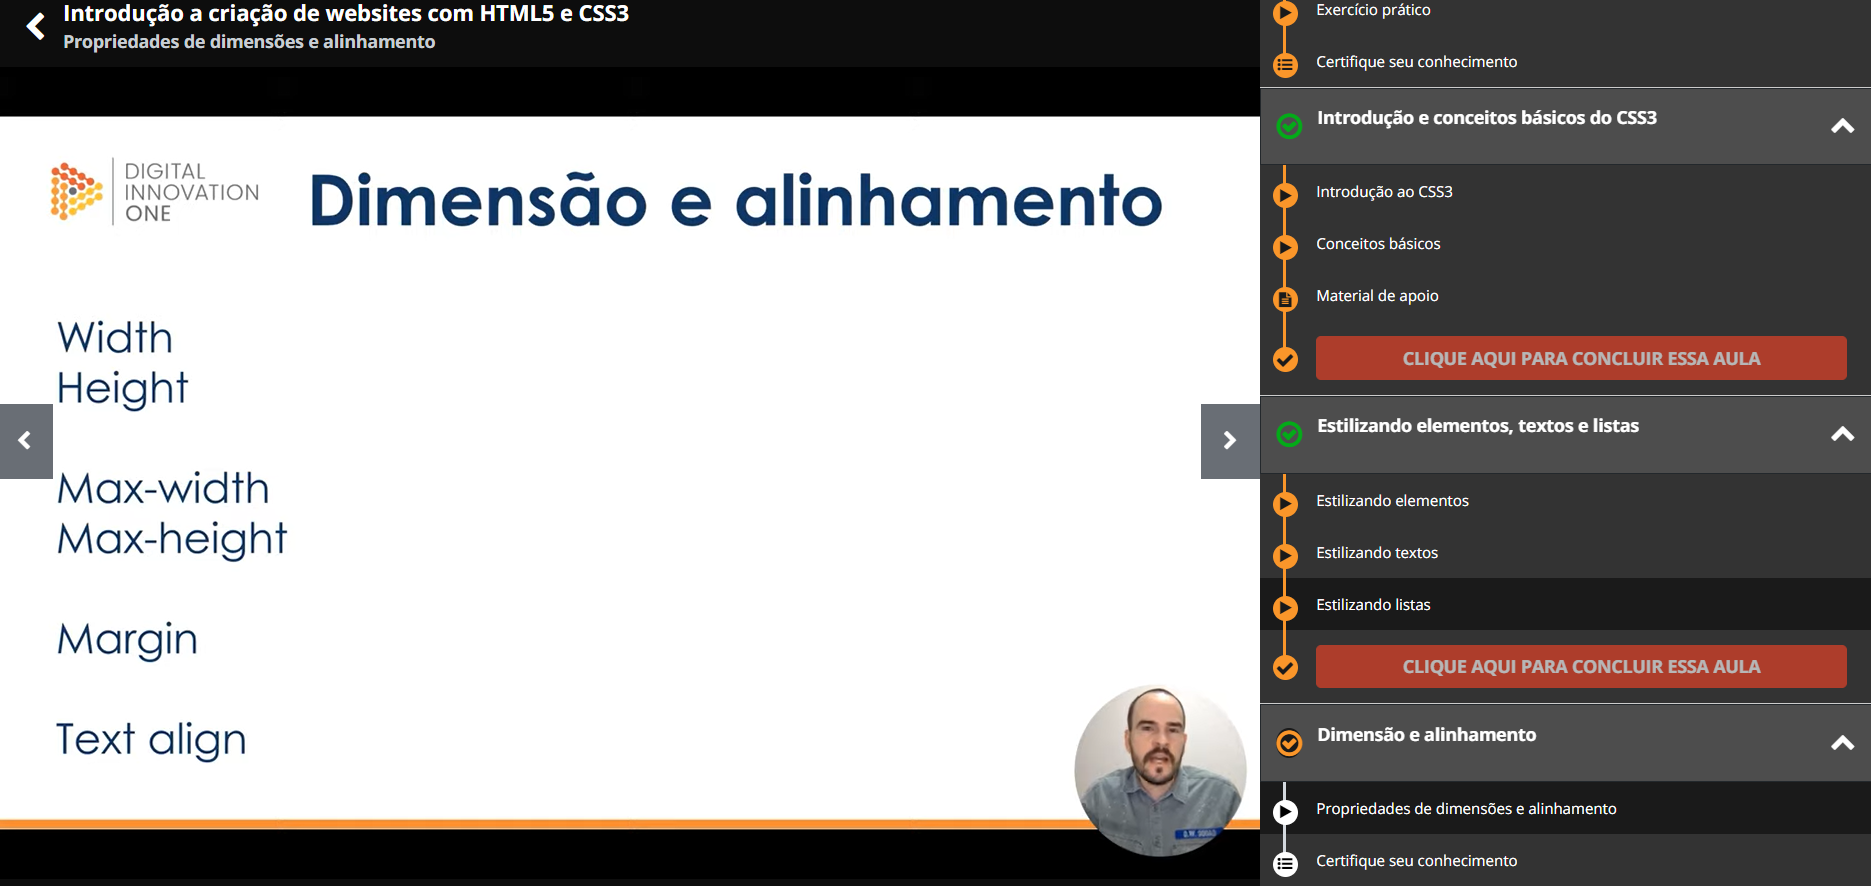 Introdução a criação de websites com HTML5 e CSS3
Propriedades de dimensões e alinhamento
DIGITAL
INNOVATION
ONE
Dimensão e alinhamento
Width
Height
Max-width
Max-height
Margin
Text align
Exercício prático
Certifique seu conhecimento
Introdução e conceitos básicos do CSS3
Introdução ao CSS3
Conceitos básicos
Material de apoio
CLIQUE AQUI PARA CONCLUIR ESSA AULA
Estilizando elementos, textos e listas
Estilizando elementos
Estilizando textos
Estilizando listas
CLIQUE AQUI PARA CONCLUIR ESSA AULA
Dimensão e alinhamento
Propriedades de dimensões e alinhamento
Certifique seu conhecimento